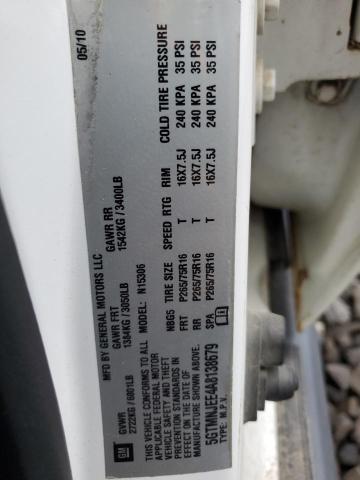 05/10
MFD BY GENERAL MOTORS LLC
GM
GVWR GAWR FRT GAWR RR
2722KG / 6001LB 1384KG / 3050LB 1542KG / 3400LB
THIS VEHICLE CONFORMS TO ALL
APPLICABLE FEDERAL MOTOR
VEHICLE SAFETY AND THEFT
PREVENTION STANDARDS IN
EFFECT ON THE DATE OF
MANUFACTURE SHOWN ABOVE.
5GTMNJEE4A8138679
TYPE: M.P.V.
MODEL: N15306
NBG5 TIRE SIZE SPEED RTG RIM COLD TIRE PRESSURE
FRT P265/75R16 T 16X7.5J 240 KPA 35 PSI
RR P265/75R16 T 16X7.5J 240 KPA 35 PSI
SPA P265/75R16 T 16X7.5J 240 KPA 35 PSI